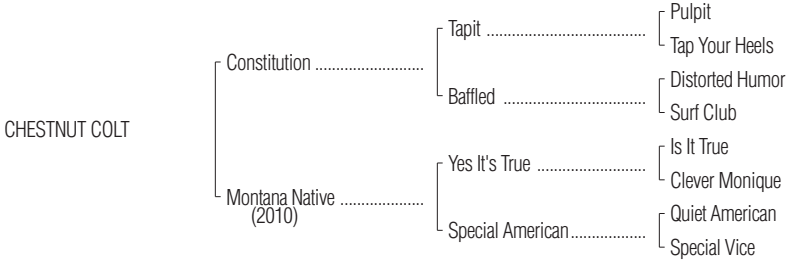 Pulpit
Tapit ......................................
Tap Your Heels
Constitution ..........................
Distorted Humor
Baffled ..................................
Surf Club
CHESTNUT COLT
Is It True
Yes It's True ..........................
Clever Monique
Montana Native ....................
(2010)
Quiet American
Special American..................
Special Vice